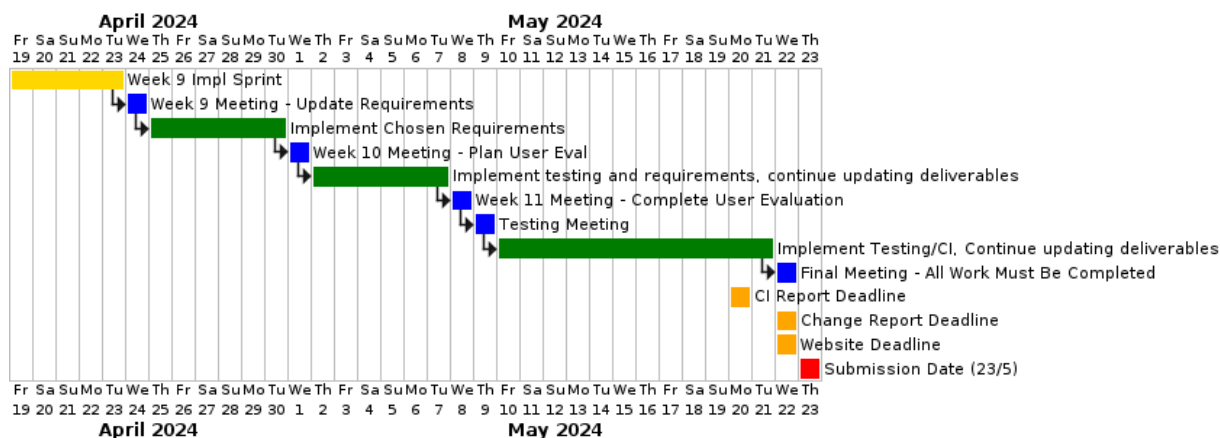 April 2024 May 2024
Fr Sa Su Mo Tu We Th Fr Sa Su Mo Tu We Th Fr Sa Su Mo Tu We Th Fr Sa Su Mo Tu We Th Fr Sa Su Mo Tu We Th
19 20 21 22 23 24 25 26 27 28 29 30 1 2 3 4 5 6 7 8 9 10 11 12 13 14 15 16 17 18 19 20 21 22 23
Week 9 Impl Sprint
Week 9 Meeting - Update Requirements
Implement Chosen Requirements
Week 10 Meeting - Plan User Eval
Implement testing and requirements, continue updating deliverables
Week 11 Meeting - Complete User Evaluation
Testing Meeting
Implement Testing/CI, Continue updating deliverables
Final Meeting - All Work Must Be Completed
CI Report Deadline
Change Report Deadline
Website Deadline
Submission Date (23/5)
Fr Sa Su Mo Tu We Th Fr Sa Su Mo Tu We Th Fr Sa Su Mo Tu We Th Fr Sa Su Mo Tu We Th Fr Sa Su Mo Tu We Th
19 20 21 22 23 24 25 26 27 28 29 30 1 2 3 4 5 6 7 8 9 10 11 12 13 14 15 16 17 18 19 20 21 22 23
April 2024 May 2024